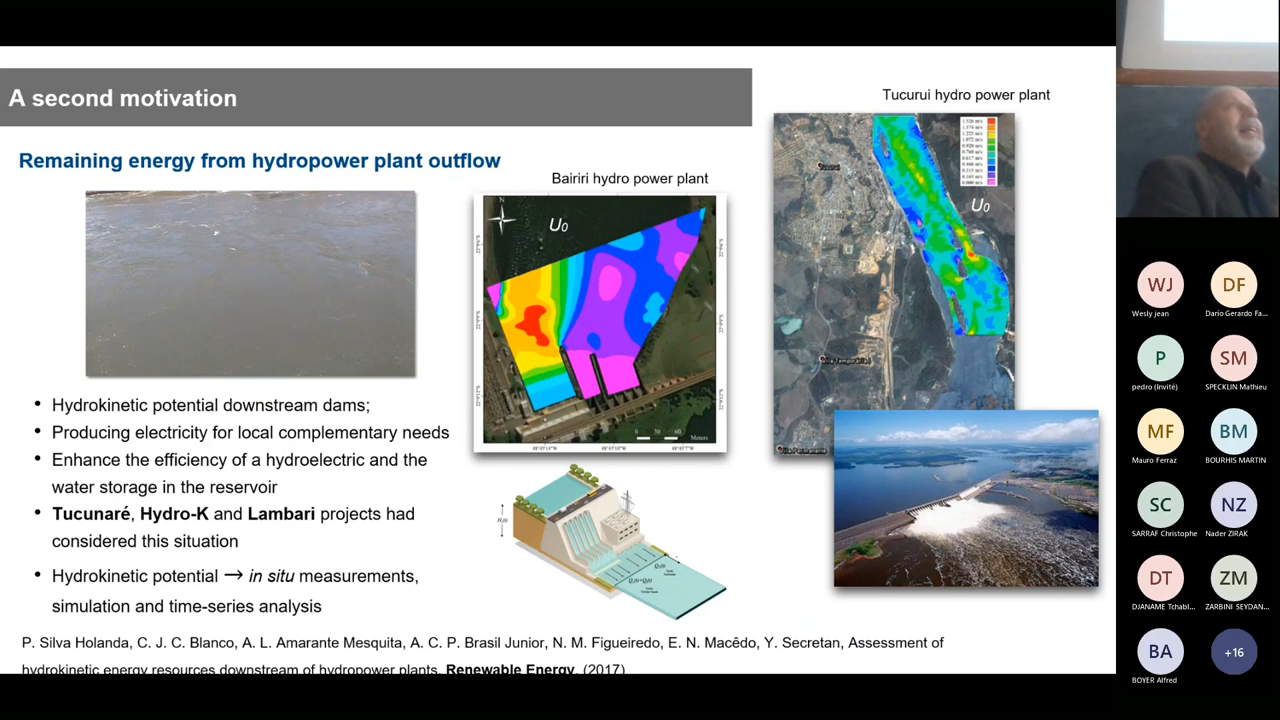 A second motivation
Tucurui hydro power plant
Remaining energy from hydropower plant outflow
Bairiri hydro power plant
U0
U0
N
Meters
• Hydrokinetic potential downstream dams;
• Producing electricity for local complementary needs
• Enhance the efficiency of a hydroelectric and the
water storage in the reservoir
• Tucunaré, Hydro-K and Lambari projects had
considered this situation
• Hydrokinetic potential → in situ measurements,
simulation and time-series analysis
P. Silva Holanda, C. J. C. Blanco, A. L. Amarante Mesquita, A. C. P. Brasil Junior, N. M. Figueiredo, E. N. Macêdo, Y. Secretan, Assessment of
hydrokinetic energy resources downstream of hydropower plants, Renewable Energy, (2017)
WJ
Wesly jean
DF
Darío Gerardo Fa...
P
pedro (Invité)
SM
SPECKLIN Mathieu
MF
Mauro Ferraz
BM
BOURHIS MARTIN
SC
SARRAF Christophe
NZ
Nader ZIRAK
DT
DJANAME Tchabl...
ZM
ZARBINI SEYDAN...
BA
BOYER Alfred
+16